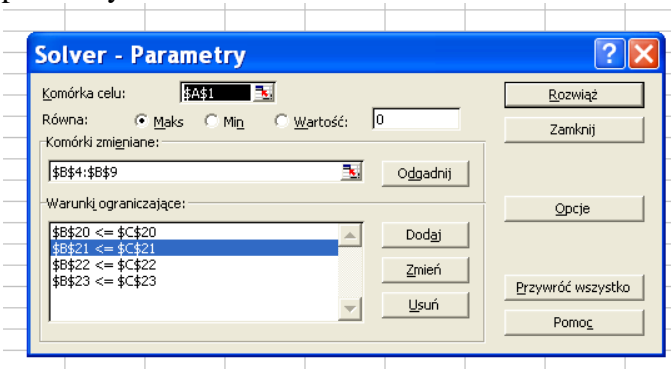 Solver - Parametry
Komórka celu: $A$1
Rozwiąż
Równa: Maks Min Wartość: 0
Zamknij
Komórki zmieniane:
$B$4:$B$9
Odgadnij
Warunki ograniczające:
Opcje
$B$20 <= $C$20
Dodaj
$B$21 <= $C$21
$B$22 <= $C$22
Zmień
$B$23 <= $C$23
Przywróć wszystko
Usuń
Pomoc